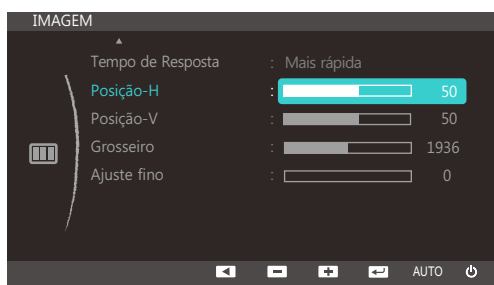 IMAGEM
Tempo de Resposta : Mais rápida
Posição-H : 50
Posição-V : 50
Grosseiro : 1936
Ajuste fino : 0
AUTO